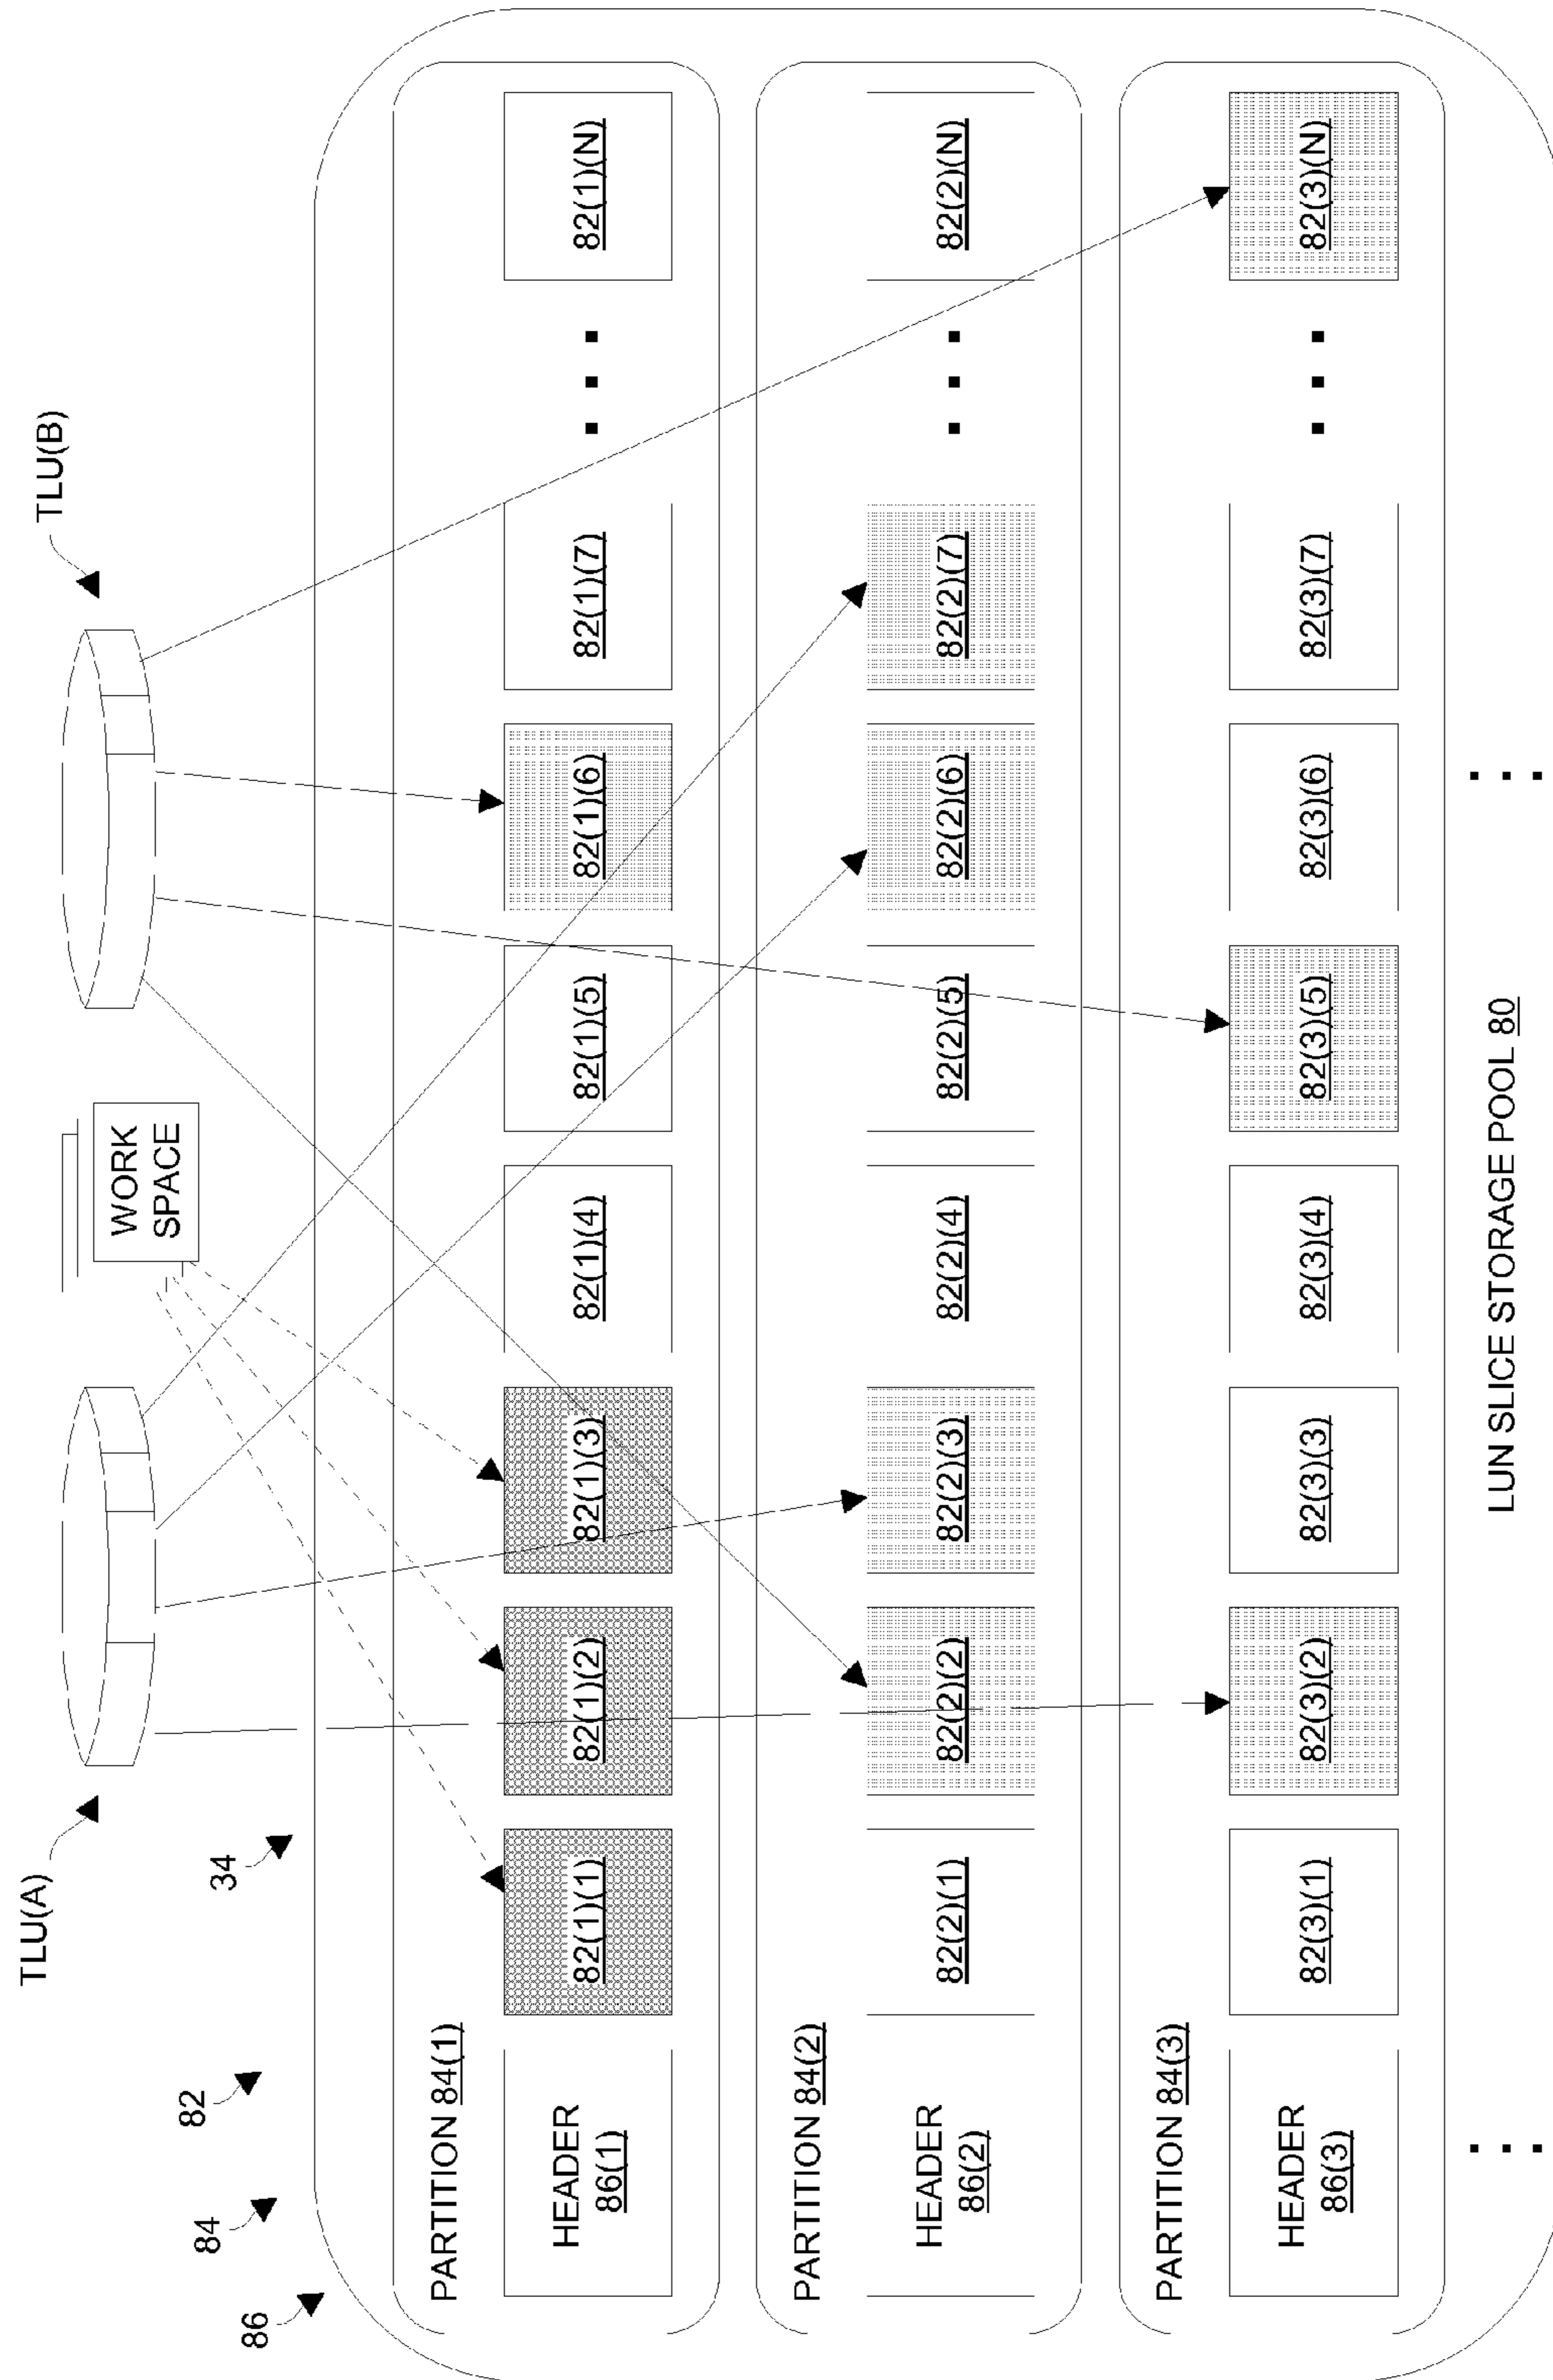 TLU(A)
TLU(B)
WORK
SPACE
34
82
84
86
PARTITION 84(1)
HEADER
86(1)
82(1)(1)
82(1)(2)
82(1)(3)
82(1)(4)
82(1)(5)
82(1)(6)
82(1)(7)
82(1)(N)
PARTITION 84(2)
HEADER
86(2)
82(2)(1)
82(2)(2)
82(2)(3)
82(2)(4)
82(2)(5)
82(2)(6)
82(2)(7)
82(2)(N)
PARTITION 84(3)
HEADER
86(3)
82(3)(1)
82(3)(2)
82(3)(3)
82(3)(4)
82(3)(5)
82(3)(6)
82(3)(7)
82(3)(N)
LUN SLICE STORAGE POOL 80